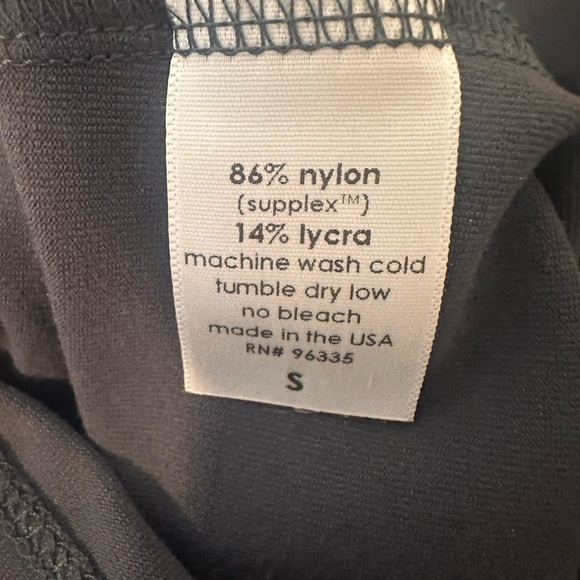 86% nylon
(supplex™)
14% lycra
machine wash cold
tumble dry low
no bleach
made in the USA
RN# 96335
S